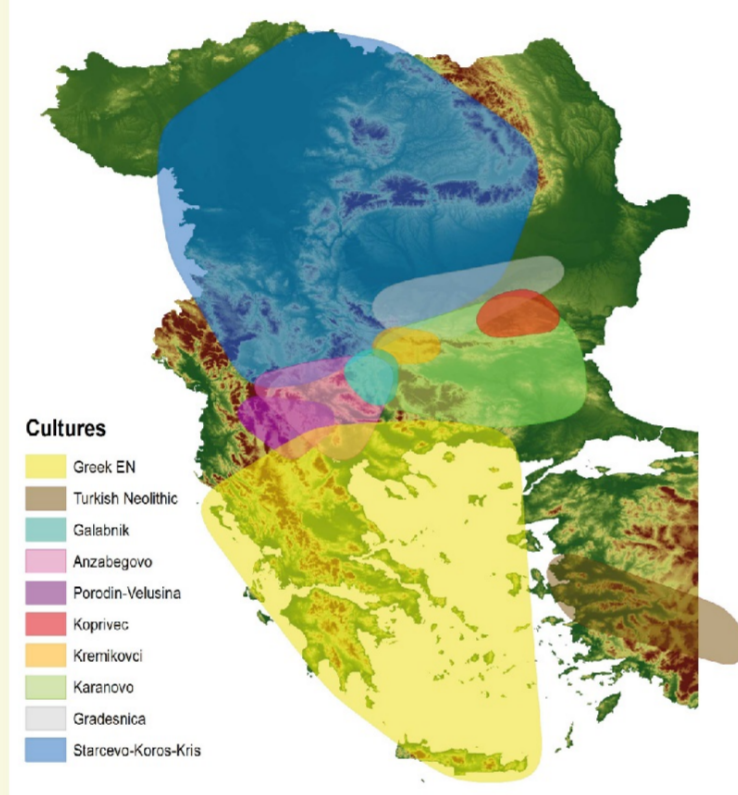 Cultures
Greek EN
Turkish Neolithic
Galabnik
Anzabegovo
Porodin-Velusina
Koprivec
Kremikovci
Karanovo
Gradesnica
Starcevo-Koros-Kris